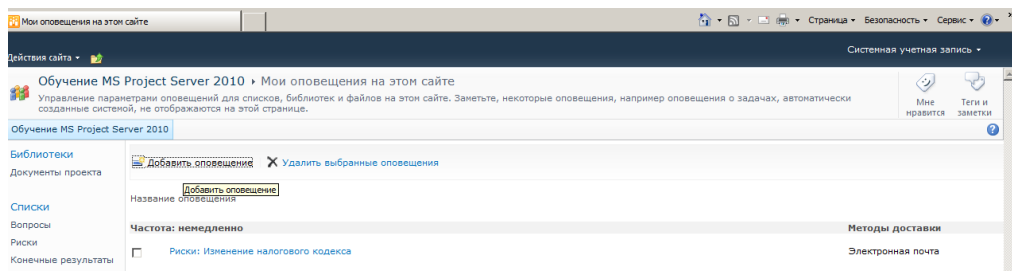 Мои оповещения на этом сайте
Страница Безопасность Сервис
Действия сайта
Системная учетная запись
Обучение MS Project Server 2010 Мои оповещения на этом сайте
Управление параметрами оповещений для списков, библиотек и файлов на этом сайте. Заметьте, некоторые оповещения, например оповещения о задачах, автоматически
созданные системой, не отображаются на этой странице.
Мне нравится
Теги и заметки
Обучение MS Project Server 2010
Библиотеки
Документы проекта
Списки
Вопросы
Риски
Конечные результаты
Добавить оповещение Удалить выбранные оповещения
Добавить оповещение
Название оповещения
Частота: немедленно Методы доставки
Риски: Изменение налогового кодекса Электронная почта